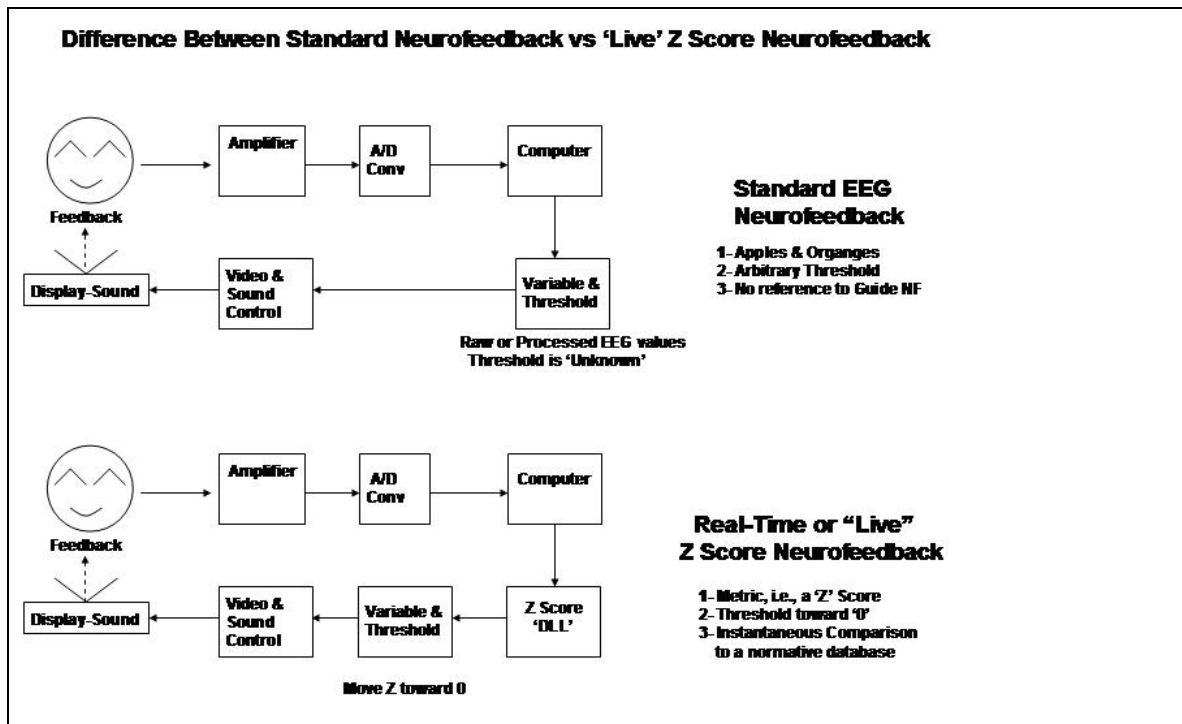 Difference Between Standard Neurofeedback vs 'Live' Z Score Neurofeedback
Amplifier
A/D
Conv
Computer
Feedback
Display-Sound
Video &
Sound
Control
Variable &
Threshold
Raw or Processed EEG values
Threshold is 'Unknown'
Standard EEG
Neurofeedback
1- Apples & Organges
2- Arbitrary Threshold
3- No reference to Guide NF
Amplifier
A/D
Conv
Computer
Feedback
Display-Sound
Video &
Sound
Control
Variable &
Threshold
Z Score
'DLL'
Move Z toward 0
Real-Time or "Live"
Z Score Neurofeedback
1- Metric, i.e., a 'Z' Score
2- Threshold toward '0'
3- Instantaneous Comparison
to a normative database